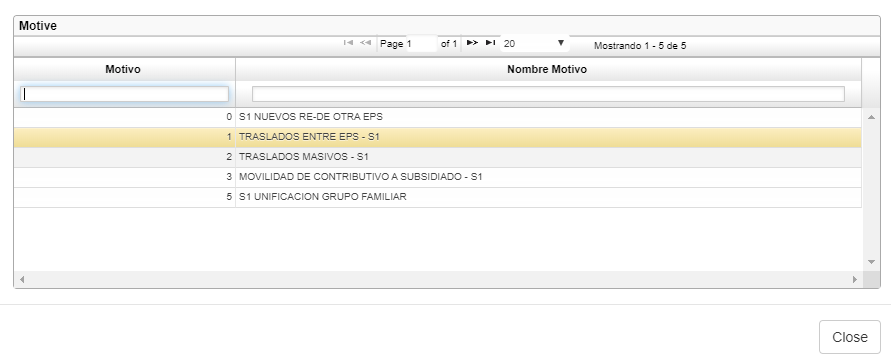 Motive
Page 1 of 1 20 Mostrando 1 - 5 de 5
Motivo Nombre Motivo
0 S1 NUEVOS RE-DE OTRA EPS
1 TRASLADOS ENTRE EPS - S1
2 TRASLADOS MASIVOS - S1
3 MOVILIDAD DE CONTRIBUTIVO A SUBSIDIADO - S1
5 S1 UNIFICACION GRUPO FAMILIAR
Close